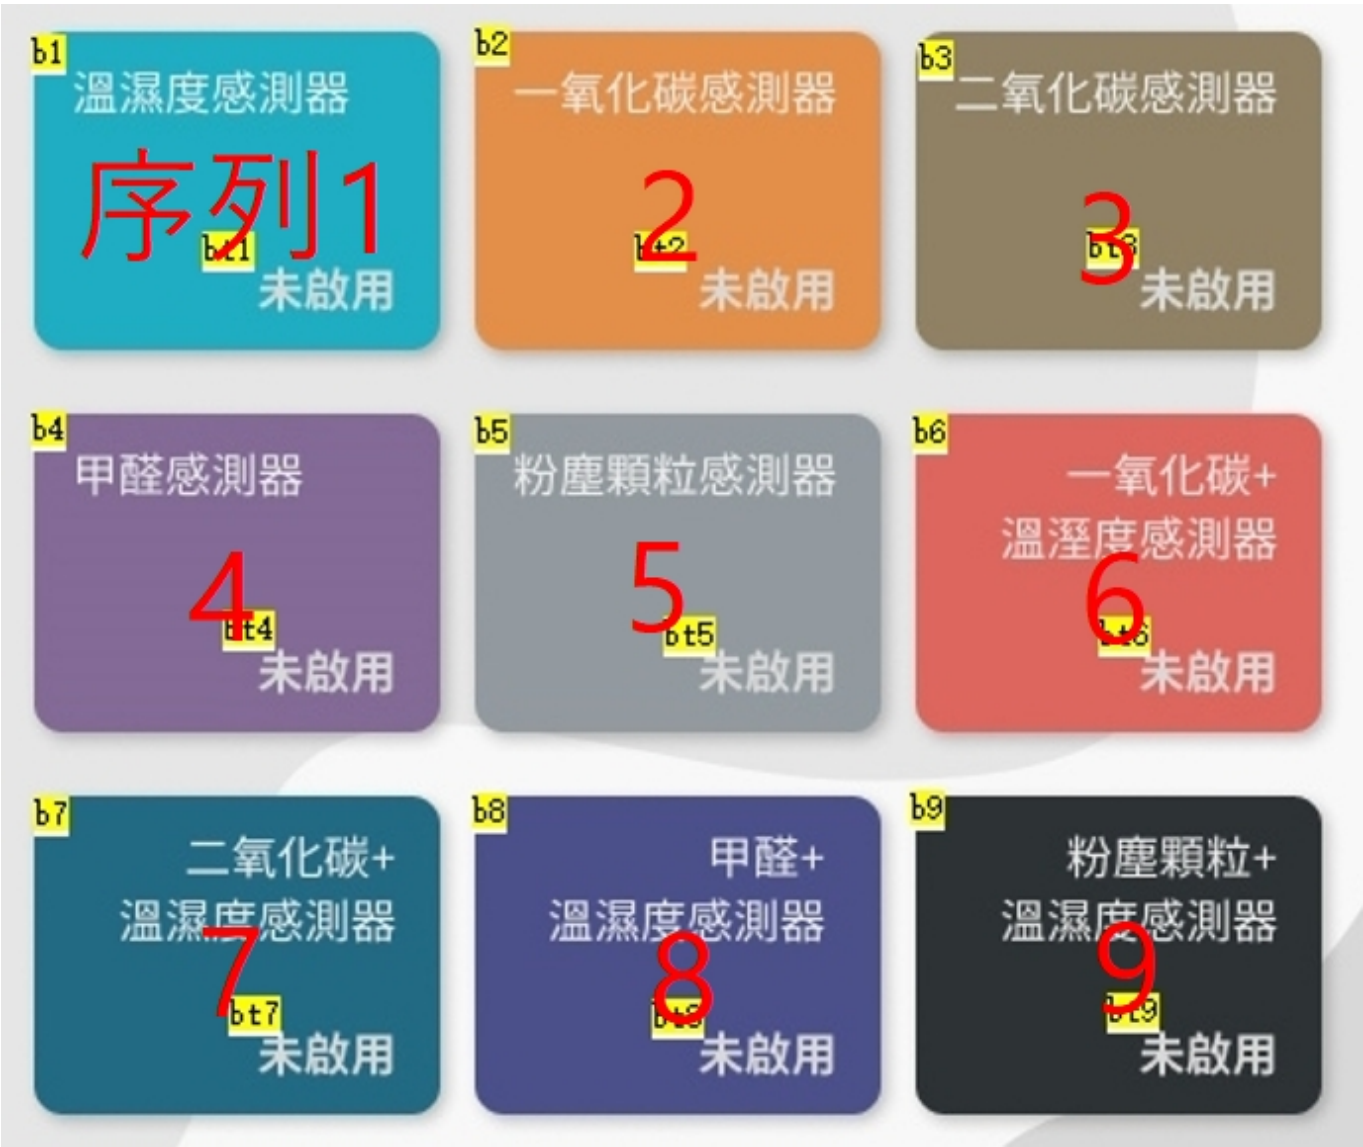 b1
溫濕度感測器
序列1
bt1
未啟用
b2
一氧化碳感測器
2
bt2
未啟用
b3
二氧化碳感測器
3
bt3
未啟用
b4
甲醛感測器
4
bt4
未啟用
b5
粉塵顆粒感測器
5
bt5
未啟用
b6
一氧化碳+
溫溼度感測器
6
bt6
未啟用
b7
二氧化碳+
溫濕度感測器
7
bt7
未啟用
b8
甲醛+
溫濕度感測器
8
bt8
未啟用
b9
粉塵顆粒+
溫濕度感測器
9
bt9
未啟用